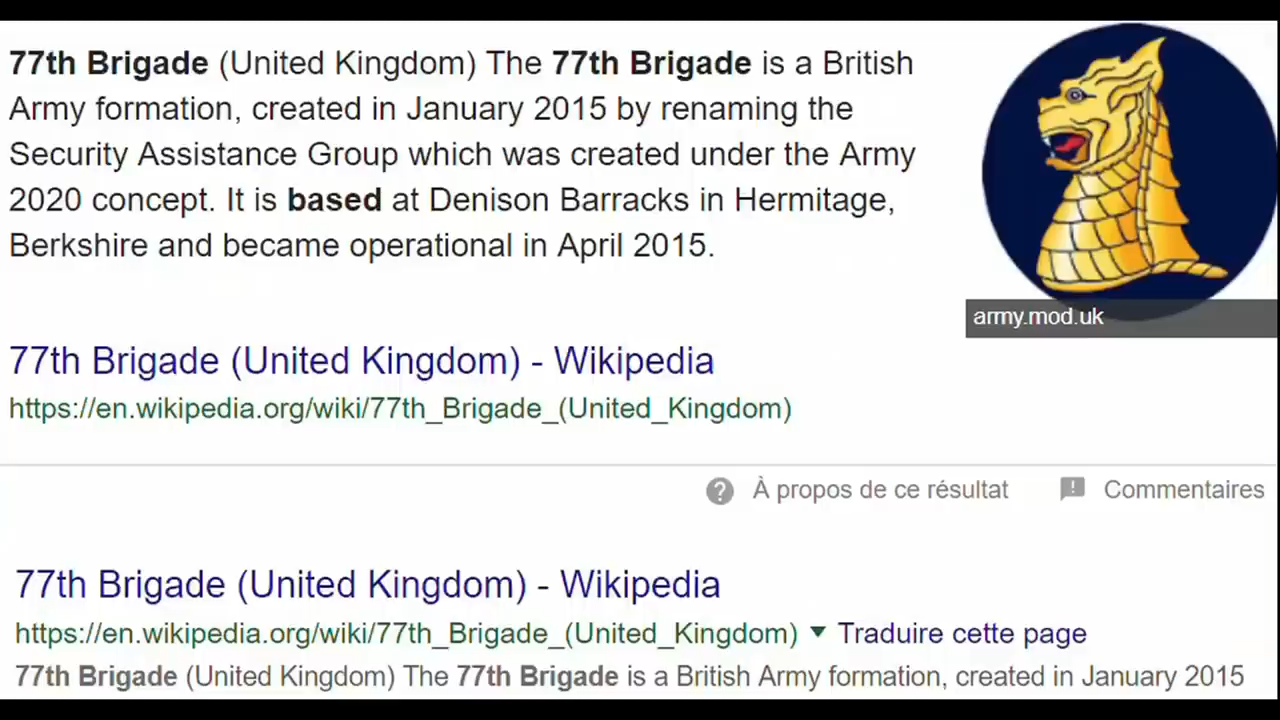 77th Brigade (United Kingdom) The 77th Brigade is a British
Army formation, created in January 2015 by renaming the
Security Assistance Group which was created under the Army
2020 concept. It is based at Denison Barracks in Hermitage,
Berkshire and became operational in April 2015.
army.mod.uk
77th Brigade (United Kingdom) - Wikipedia
https://en.wikipedia.org/wiki/77th_Brigade_(United_Kingdom)
À propos de ce résultat
Commentaires
77th Brigade (United Kingdom) - Wikipedia
https://en.wikipedia.org/wiki/77th_Brigade_(United_Kingdom) Traduire cette page
77th Brigade (United Kingdom) The 77th Brigade is a British Army formation, created in January 2015